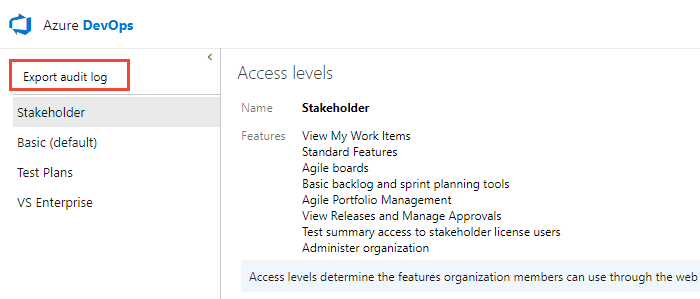 Azure DevOps
Export audit log
Stakeholder
Basic (default)
Test Plans
VS Enterprise
Access levels
Name Stakeholder
Features View My Work Items
Standard Features
Agile boards
Basic backlog and sprint planning tools
Agile Portfolio Management
View Releases and Manage Approvals
Test summary access to stakeholder license users
Administer organization
Access levels determine the features organization members can use through the web